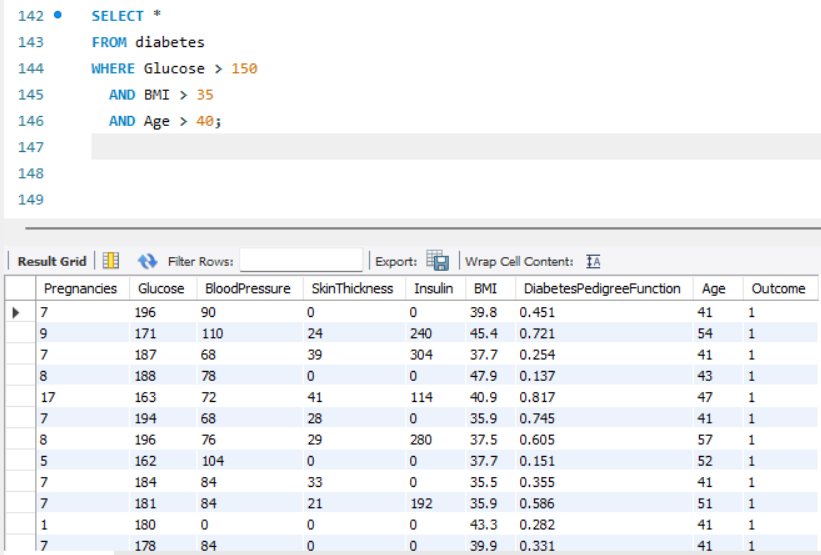 142 SELECT *
143 FROM diabetes
144 WHERE Glucose > 150
145 AND BMI > 35
146 AND Age > 40;
147
148
149
Result Grid Filter Rows: Export: Wrap Cell Content: IA
Pregnancies Glucose BloodPressure SkinThickness Insulin BMI DiabetesPedigreeFunction Age Outcome
7 196 90 0 0 39.8 0.451 41 1
9 171 110 24 240 45.4 0.721 54 1
7 187 68 39 304 37.7 0.254 41 1
8 188 78 0 0 47.9 0.137 43 1
17 163 72 41 114 40.9 0.817 47 1
7 194 68 28 0 35.9 0.745 41 1
8 196 76 29 280 37.5 0.605 57 1
5 162 104 0 0 37.7 0.151 52 1
7 184 84 33 0 35.5 0.355 41 1
7 181 84 21 192 35.9 0.586 51 1
1 180 0 0 0 43.3 0.282 41 1
7 178 84 0 0 39.9 0.331 41 1